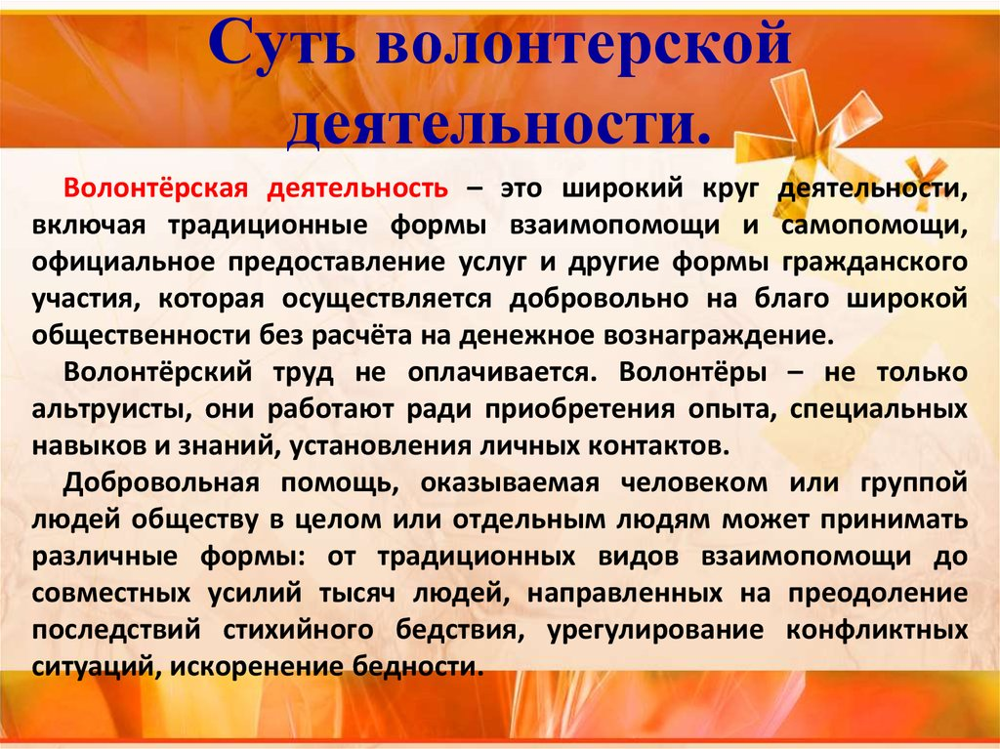 Суть волонтерской
деятельности.
Волонтёрская деятельность – это широкий круг деятельности,
включая традиционные формы взаимопомощи и самопомощи,
официальное предоставление услуг и другие формы гражданского
участия, которая осуществляется добровольно на благо широкой
общественности без расчёта на денежное вознаграждение.
Волонтёрский труд не оплачивается. Волонтёры – не только
альтруисты, они работают ради приобретения опыта, специальных
навыков и знаний, установления личных контактов.
Добровольная помощь, оказываемая человеком или группой
людей обществу в целом или отдельным людям может принимать
различные формы: от традиционных видов взаимопомощи до
совместных усилий тысяч людей, направленных на преодоление
последствий стихийного бедствия, урегулирование конфликтных
ситуаций, искоренение бедности.